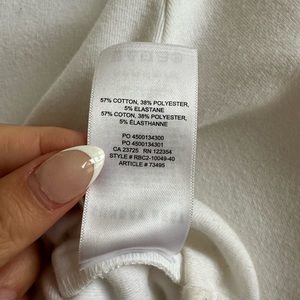 57% COTTON, 38% POLYESTER,
5% ELASTANE
57% COTON, 38% POLYESTER,
5% ÉLASTHANNE
PO 4500134300
PO 4500134301
CA 23725 RN 122354
STYLE # RBC2-10049-40
ARTICLE # 73495